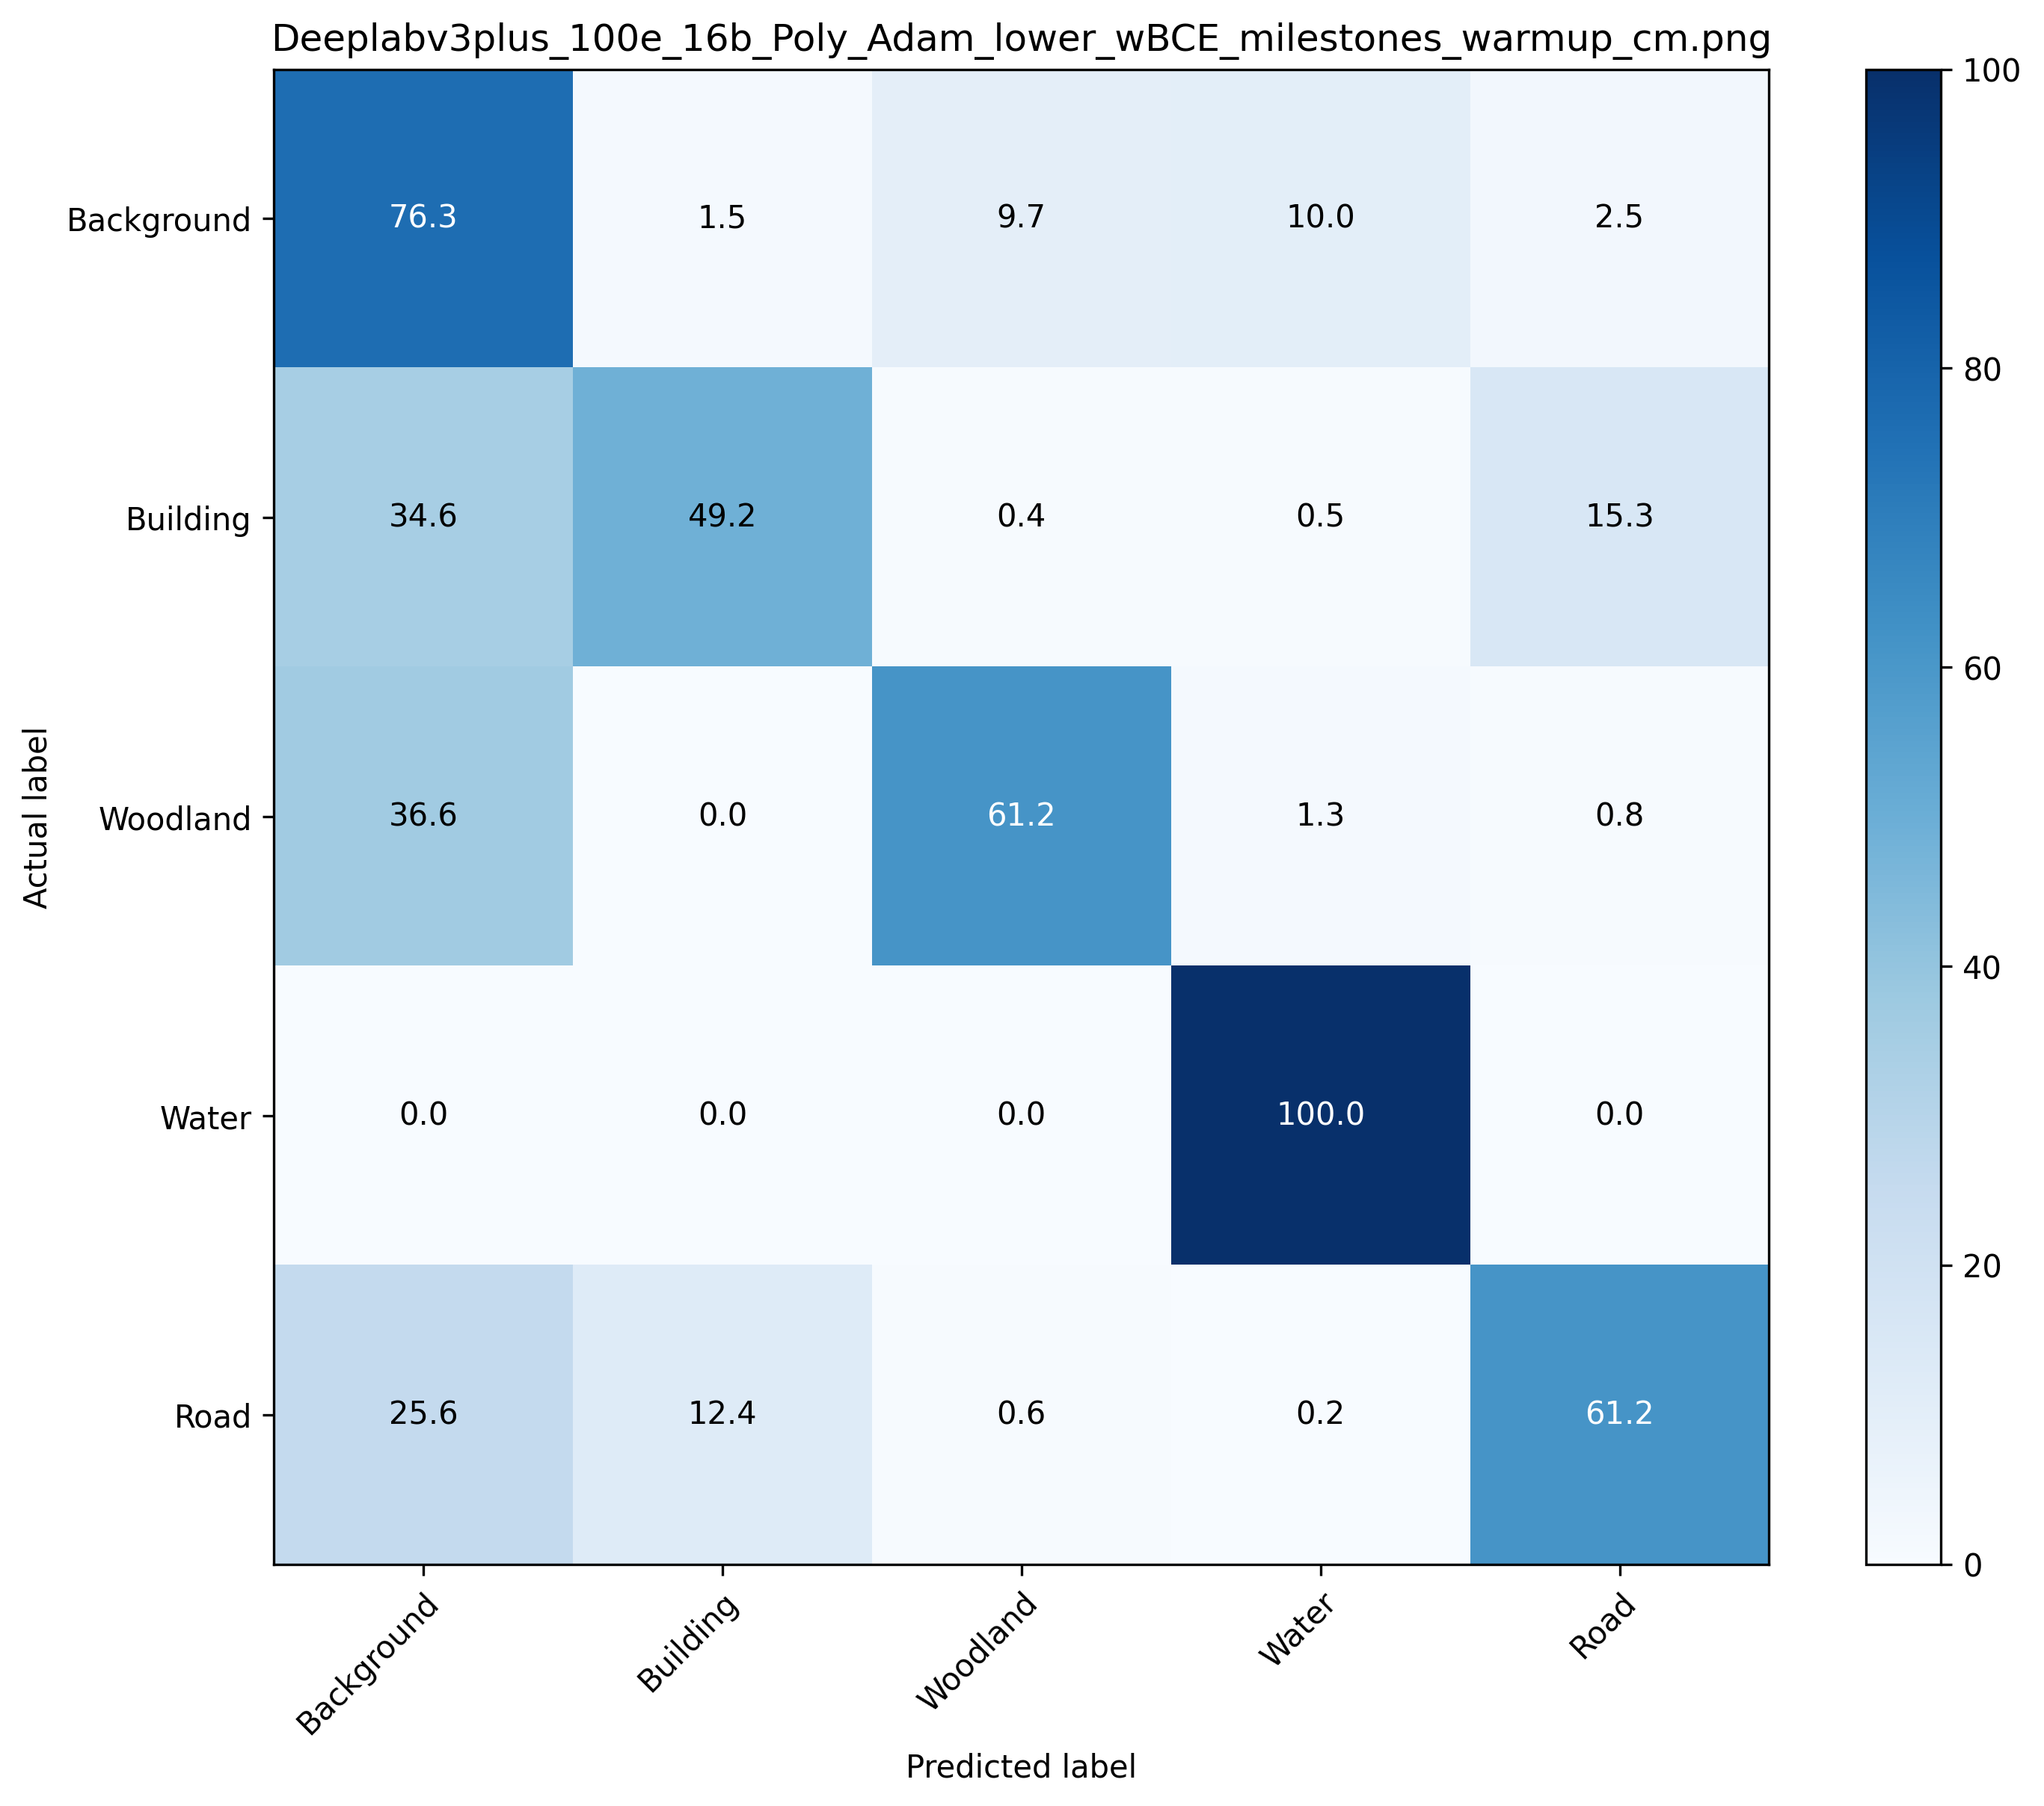 Deeplabv3plus_100e_16b_Poly_Adam_lower_wBCE_milestones_warmup_cm.png
Actual label
Background 76.3 1.5 9.7 10.0 2.5
Building 34.6 49.2 0.4 0.5 15.3
Woodland 36.6 0.0 61.2 1.3 0.8
Water 0.0 0.0 0.0 100.0 0.0
Road 25.6 12.4 0.6 0.2 61.2
Background Building Woodland Water Road
Predicted label
100
80
60
40
20
0